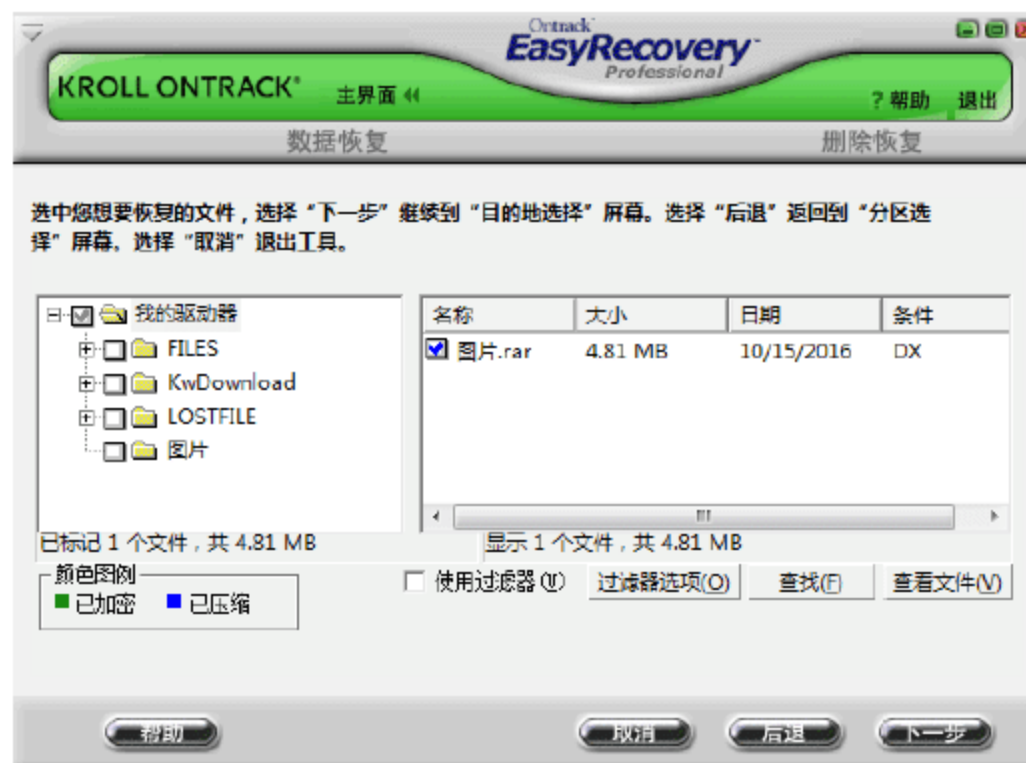 Ontrack
EasyRecovery
Professional
KROLL ONTRACK®
主界面
? 帮助 退出
数据恢复 删除恢复
选中您想要恢复的文件，选择“下一步”继续到“目的地选择”屏幕。选择“后退”返回到“分区选
择”屏幕。选择“取消”退出工具。
我的驱动器
FILES
KwDownload
LOSTFILE
图片
名称 大小 日期 条件
图片.rar 4.81 MB 10/15/2016 DX
已标记 1 个文件，共 4.81 MB 显示 1 个文件，共 4.81 MB
颜色图例
已加密 已压缩
使用过滤器(U) 过滤器选项(O) 查找(F) 查看文件(V)
帮助 取消 后退 下一步